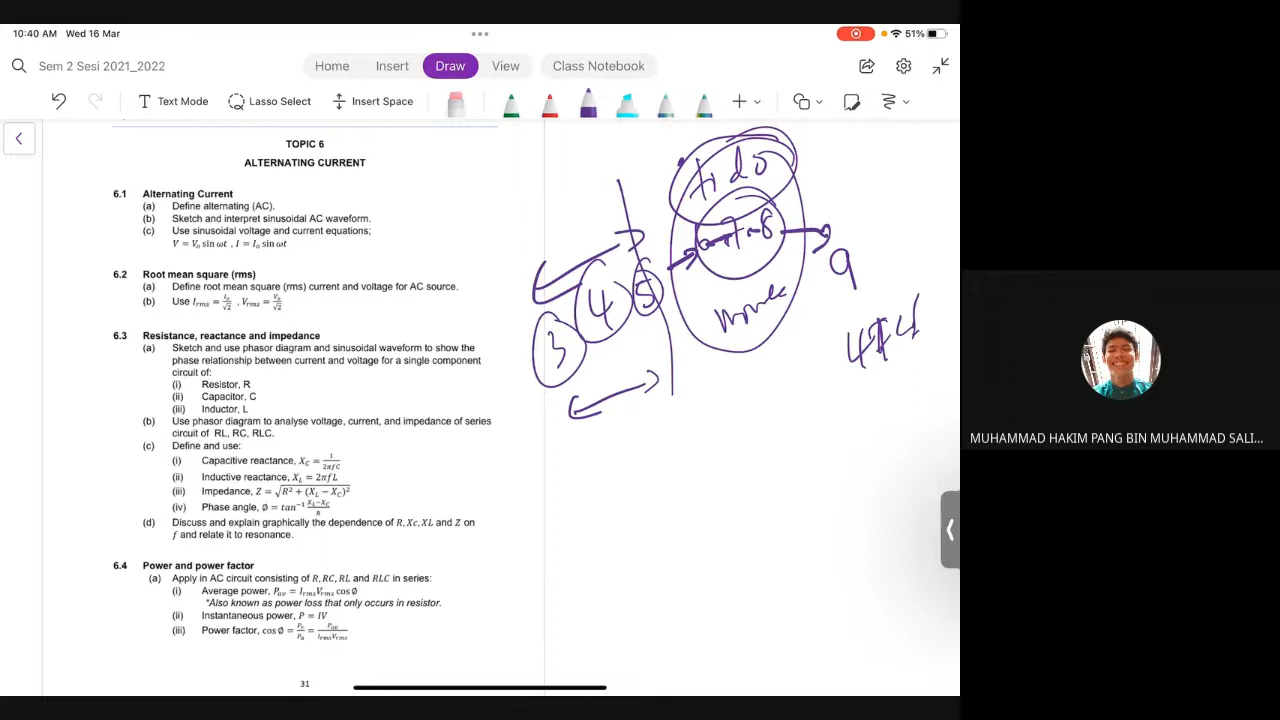 10:40 AM Wed 16 Mar
51%
Sem 2 Sesi 2021_2022
Home Insert Draw View Class Notebook
Text Mode Lasso Select Insert Space
TOPIC 6
ALTERNATING CURRENT
6.1 Alternating Current
(a) Define alternating (AC).
(b) Sketch and interpret sinusoidal AC waveform.
(c) Use sinusoidal voltage and current equations;
V = V₀ sin ωt , I = I₀ sin ωt
6.2 Root mean square (rms)
(a) Define root mean square (rms) current and voltage for AC source.
(b) Use Iᵣₘₛ = I₀/√2 , Vᵣₘₛ = V₀/√2
6.3 Resistance, reactance and impedance
(a) Sketch and use phasor diagram and sinusoidal waveform to show the
phase relationship between current and voltage for a single component
circuit of:
(i) Resistor, R
(ii) Capacitor, C
(iii) Inductor, L
(b) Use phasor diagram to analyse voltage, current, and impedance of series
circuit of RL, RC, RLC.
(c) Define and use:
(i) Capacitive reactance, X_C = 1/2πfC
(ii) Inductive reactance, X_L = 2πfL
(iii) Impedance, Z = √R² + (X_L − X_C)²
(iv) Phase angle, ∅ = tan⁻¹ X_L−X_C/R
(d) Discuss and explain graphically the dependence of R, Xc, XL and Z on
f and relate it to resonance.
6.4 Power and power factor
(a) Apply in AC circuit consisting of R, RC, RL and RLC in series:
(i) Average power, Pₐᵥ = IᵣₘₛVᵣₘₛ cos ∅
*Also known as power loss that only occurs in resistor.
(ii) Instantaneous power, P = IV
(iii) Power factor, cos ∅ = Pᵣ/Pₐ = Pₐᵥ/IᵣₘₛVᵣₘₛ
31
3
4
5
9
MUHAMMAD HAKIM PANG BIN MUHAMMAD SALI...